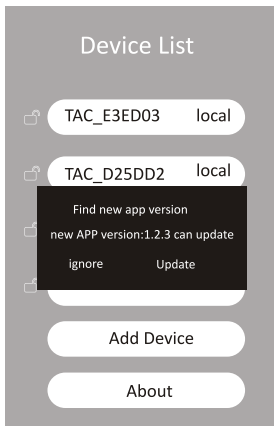 Device List
TAC_E3ED03 local
TAC_D25DD2 local
Find new app version
new APP version:1.2.3 can update
ignore Update
Add Device
About